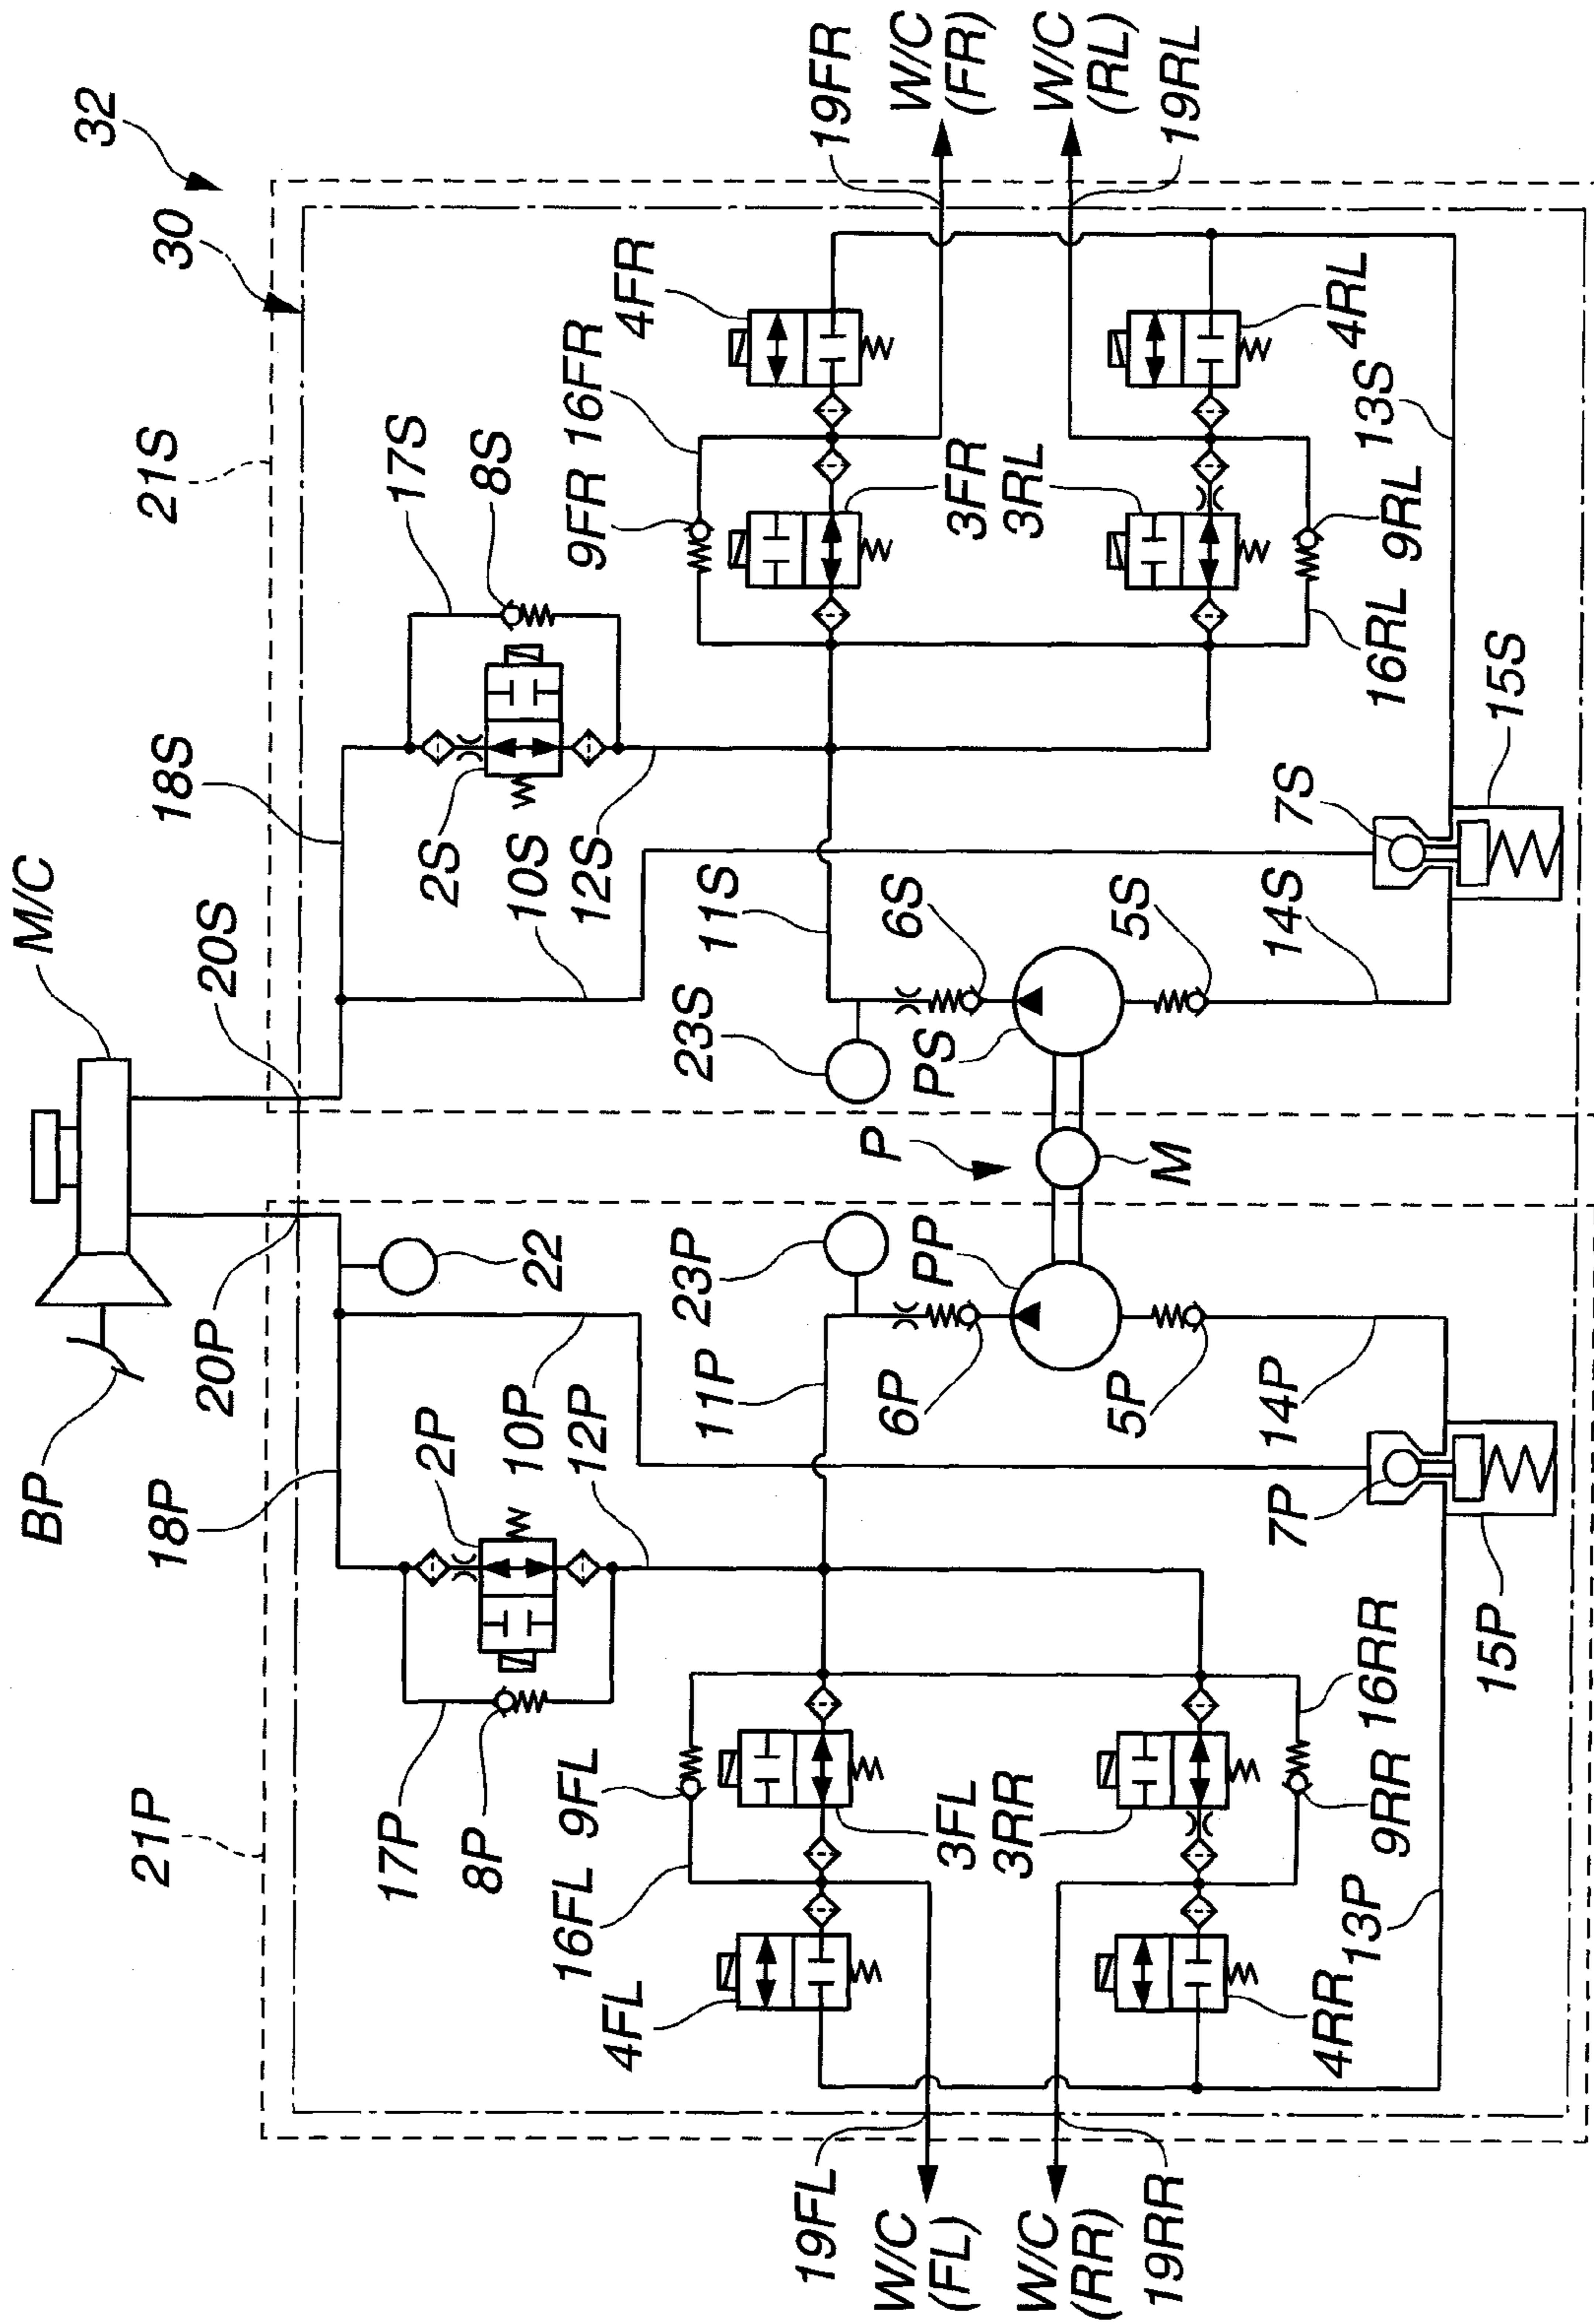 32
30
21S
M/C
BP
20S
20P
18S
18P
22
21P
17S
8S
2S
10S
12S
2P
10P
12P
17P
8P
11S
11P
23S
23P
6S
6P
PS
PP
P
M
5S
5P
14S
14P
7S
7P
15S
15P
9FR
16FR
4FR
3FR
3RL
4RL
13S
9RL
16RL
19FR
W/C
(FR)
W/C
(RL)
19RL
16FL
9FL
4FL
3FL
3RR
16RR
9RR
13P
4RR
19FL
W/C
(FL)
W/C
(RR)
19RR